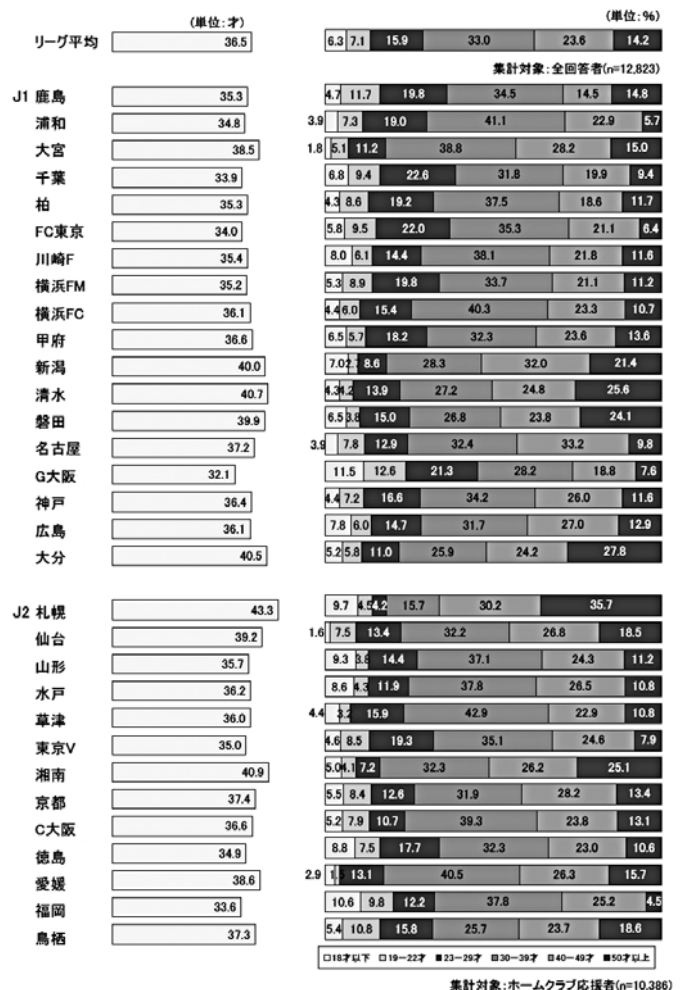 (単位:才) (単位:%)
リーグ平均 36.5 6.3 7.1 15.9 33.0 23.6 14.2
集計対象:全回答者(n=12,823)
J1 鹿島 35.3 4.7 11.7 19.8 34.5 14.5 14.8
浦和 34.8 3.9 7.3 19.0 41.1 22.9 5.7
大宮 38.5 1.8 5.1 11.2 38.8 28.2 15.0
千葉 33.9 6.8 9.4 22.6 31.8 19.9 9.4
柏 35.3 4.3 8.6 19.2 37.5 18.6 11.7
FC東京 34.0 5.8 9.5 22.0 35.3 21.1 6.4
川崎F 35.4 8.0 6.1 14.4 38.1 21.8 11.6
横浜FM 35.2 5.3 8.9 19.8 33.7 21.1 11.2
横浜FC 36.1 4.4 6.0 15.4 40.3 23.3 10.7
甲府 36.6 6.5 5.7 18.2 32.3 23.6 13.6
新潟 40.0 7.0 2.7 8.6 28.3 32.0 21.4
清水 40.7 4.3 4.2 13.9 27.2 24.8 25.6
磐田 39.9 6.5 3.8 15.0 26.8 23.8 24.1
名古屋 37.2 3.9 7.8 12.9 32.4 33.2 9.8
G大阪 32.1 11.5 12.6 21.3 28.2 18.8 7.6
神戸 36.4 4.4 7.2 16.6 34.2 26.0 11.6
広島 36.1 7.8 6.0 14.7 31.7 27.0 12.9
大分 40.5 5.2 5.8 11.0 25.9 24.2 27.8
J2 札幌 43.3 9.7 4.5 4.2 15.7 30.2 35.7
仙台 39.2 1.6 7.5 13.4 32.2 26.8 18.5
山形 35.7 9.3 3.8 14.4 37.1 24.3 11.2
水戸 36.2 8.6 4.3 11.9 37.8 26.5 10.8
草津 36.0 4.4 3.2 15.9 42.9 22.9 10.8
東京V 35.0 4.6 8.5 19.3 35.1 24.6 7.9
湘南 40.9 5.0 4.1 7.2 32.3 26.2 25.1
京都 37.4 5.5 8.4 12.6 31.9 28.2 13.4
C大阪 36.6 5.2 7.9 10.7 39.3 23.8 13.1
徳島 34.9 8.8 7.5 17.7 32.3 23.0 10.6
愛媛 38.6 2.9 1.5 13.1 40.5 26.3 15.7
福岡 33.6 10.6 9.8 12.2 37.8 25.2 4.5
鳥栖 37.3 5.4 10.8 15.8 25.7 23.7 18.6
□18才以下 □19-22才 ■23-29才 ■30-39才 ■40-49才 ■50才以上
集計対象:ホームクラブ応援者(n=10,386)